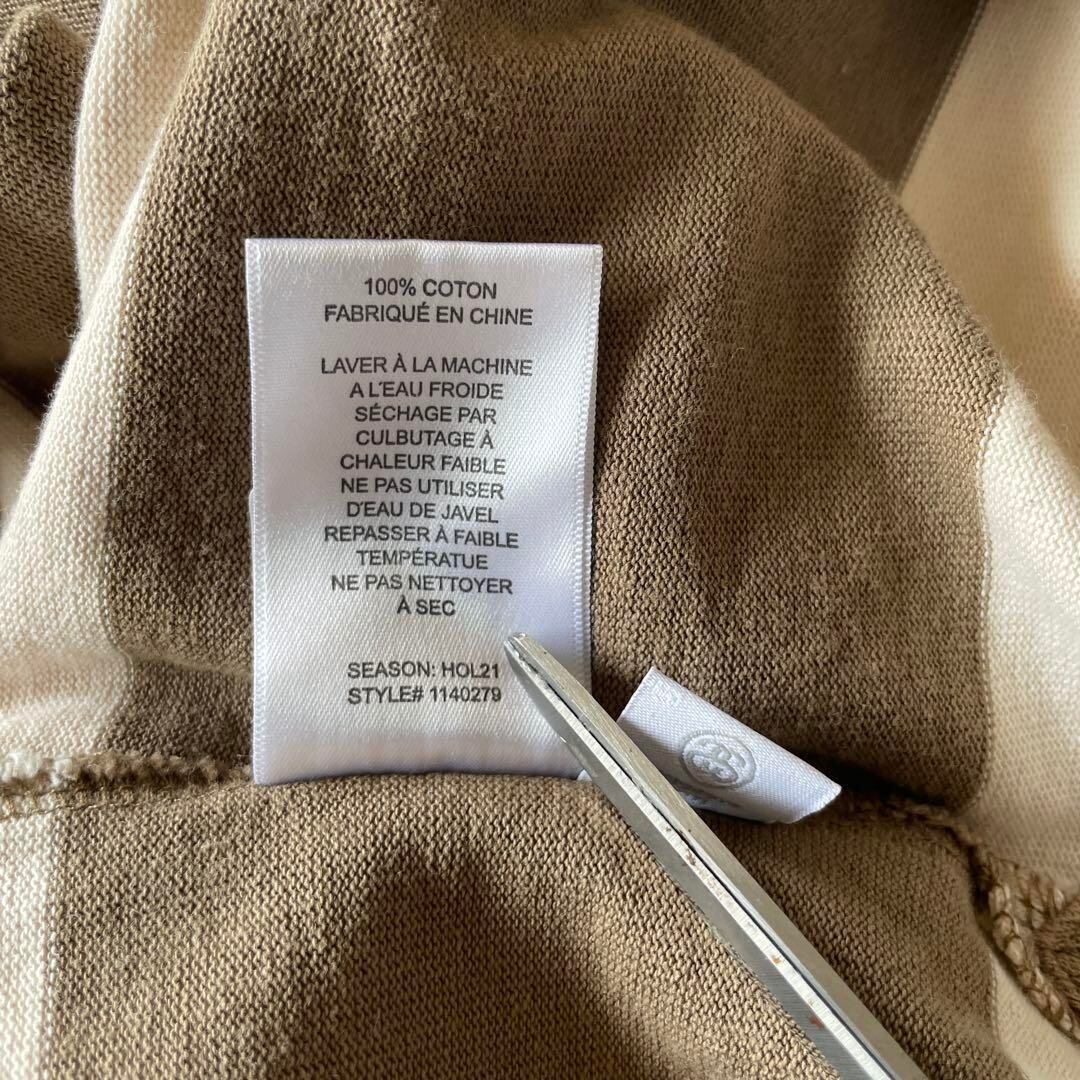 100% COTON
FABRIQUÉ EN CHINE
LAVER À LA MACHINE
A L'EAU FROIDE
SÉCHAGE PAR
CULBUTAGE À
CHALEUR FAIBLE
NE PAS UTILISER
D'EAU DE JAVEL
REPASSER À FAIBLE
TEMPÉRATUE
NE PAS NETTOYER
À SEC
SEASON: HOL21
STYLE# 1140279